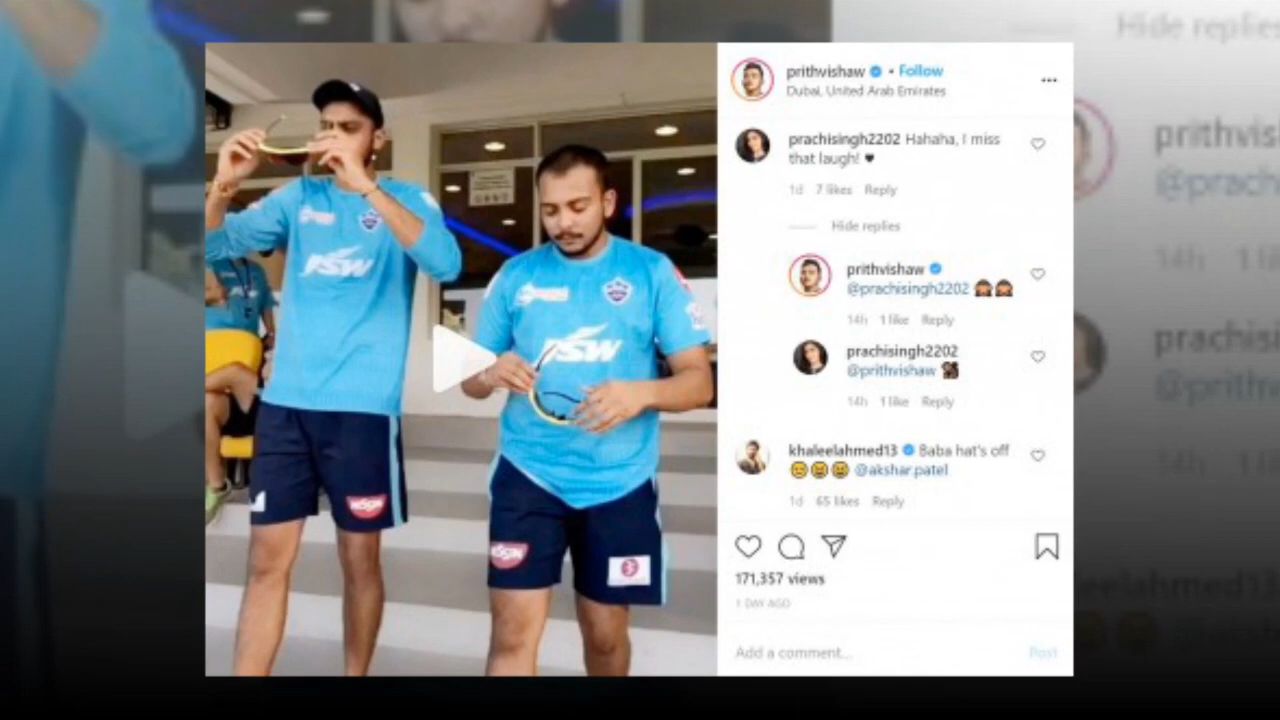 prithvishaw • Follow
Dubai, United Arab Emirates
prachisingh2202 Hahaha, I miss
that laugh! ♥
1d 7 likes Reply
Hide replies
prithvishaw
@prachisingh2202 🙈🙈
14h 1 like Reply
prachisingh2202
@prithvishaw
14h 1 like Reply
khaleelahmed13 Baba hat's off
@akshar.patel
1d 65 likes Reply
171,357 views
1 DAY AGO
Add a comment... Post
JSW
JSW
Hide replies